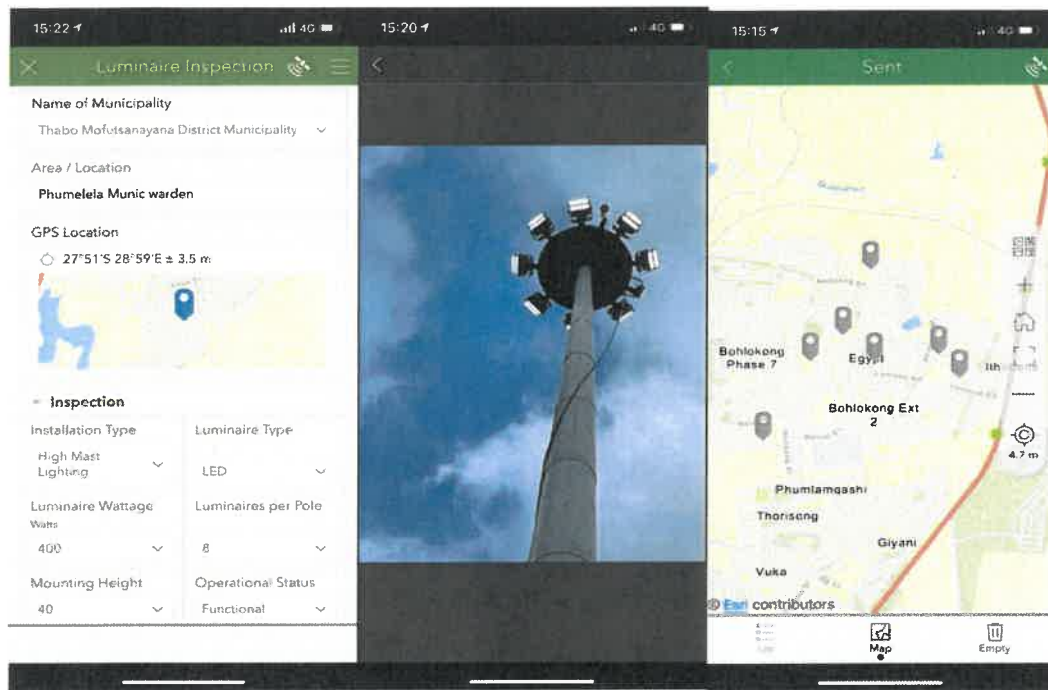 15:22
4G
Luminaire Inspection
Name of Municipality
Thabo Mofutsanayana District Municipality
Area / Location
Phumelela Munic warden
GPS Location
27°51'S 28°59'E ± 3.5 m
Inspection
Installation Type
Luminaire Type
High Mast
Lighting
LED
Luminaire Wattage
Luminaires per Pole
Watts
400
8
Mounting Height
Operational Status
40
Functional
15:20
4G
15:15
4G
Sent
Bohlokong
Phase 7
Egypt
Bohlokong Ext
2
4.7 m
Phumlamqashi
Thorisong
Giyani
Vuka
Esri contributors
Map
Empty